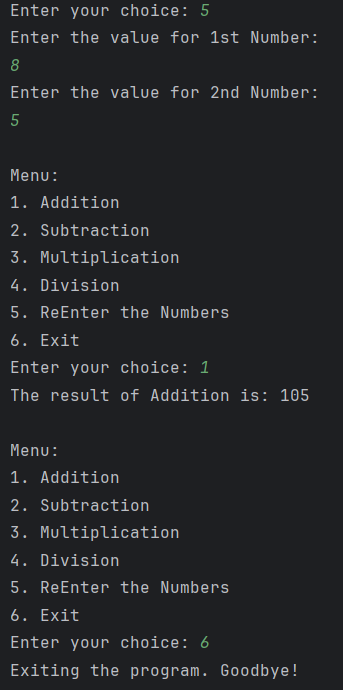 Enter your choice: 5
Enter the value for 1st Number:
8
Enter the value for 2nd Number:
5
Menu:
1. Addition
2. Subtraction
3. Multiplication
4. Division
5. ReEnter the Numbers
6. Exit
Enter your choice: 1
The result of Addition is: 105
Menu:
1. Addition
2. Subtraction
3. Multiplication
4. Division
5. ReEnter the Numbers
6. Exit
Enter your choice: 6
Exiting the program. Goodbye!